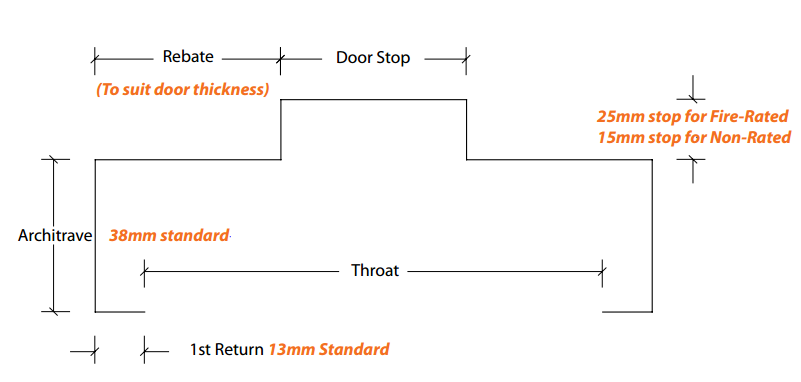 Rebate
Door Stop
(To suit door thickness)
25mm stop for Fire-Rated
15mm stop for Non-Rated
Architrave
38mm standard
Throat
1st Return 13mm Standard